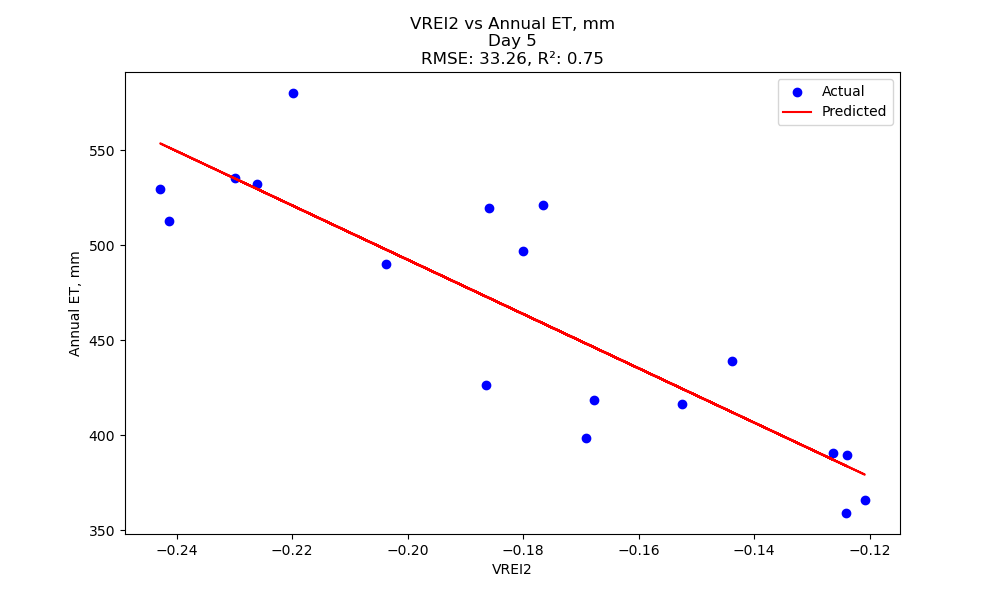 VREI2 vs Annual ET, mm
Day 5
RMSE: 33.26, R²: 0.75
Actual
Predicted
Annual ET, mm
550
500
450
400
350
−0.24 −0.22 −0.20 −0.18 −0.16 −0.14 −0.12
VREI2